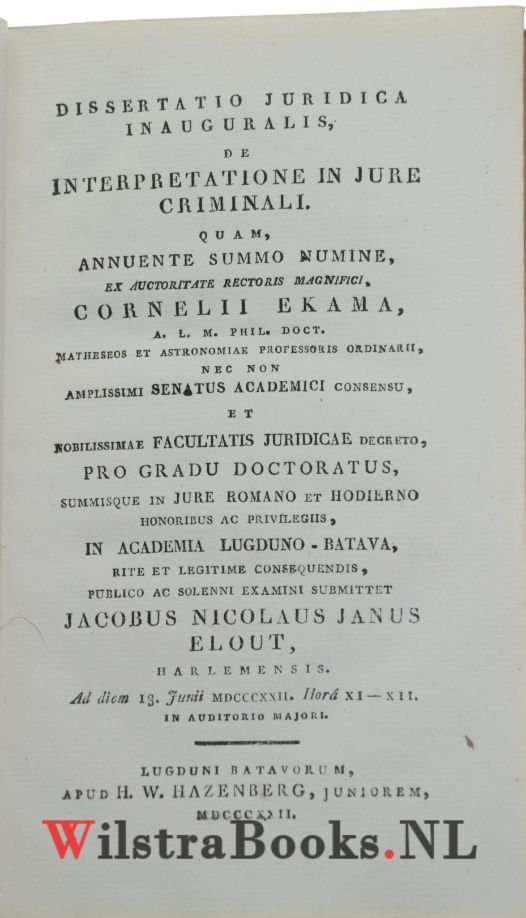 DISSERTATIO JURIDICA
INAUGURALIS,
DE
INTERPRETATIONE IN JURE
CRIMINALI.
QUAM,
ANNUENTE SUMMO NUMINE,
EX AUCTORITATE RECTORIS MAGNIFICI,
CORNELII EKAMA,
A. L. M. PHIL. DOCT.
MATHESEOS ET ASTRONOMIAE PROFESSORIS ORDINARII,
NEC NON
AMPLISSIMI SENATUS ACADEMICI CONSENSU,
ET
NOBILISSIMAE FACULTATIS JURIDICAE DECRETO,
PRO GRADU DOCTORATUS,
SUMMISQUE IN JURE ROMANO ET HODIERNO
HONORIBUS AC PRIVILEGIIS,
IN ACADEMIA LUGDUNO - BATAVA,
RITE ET LEGITIME CONSEQUENDIS,
PUBLICO AC SOLENNI EXAMINI SUBMITTET
JACOBUS NICOLAUS JANUS
ELOUT,
HARLEMENSIS.
Ad diem 13. Junii MDCCCXXII. Horâ XI — XII.
IN AUDITORIO MAJORI.
LUGDUNI BATAVORUM,
APUD H. W. HAZENBERG, JUNIOREM,
MDCCCXXII.
WilstraBooks.NL